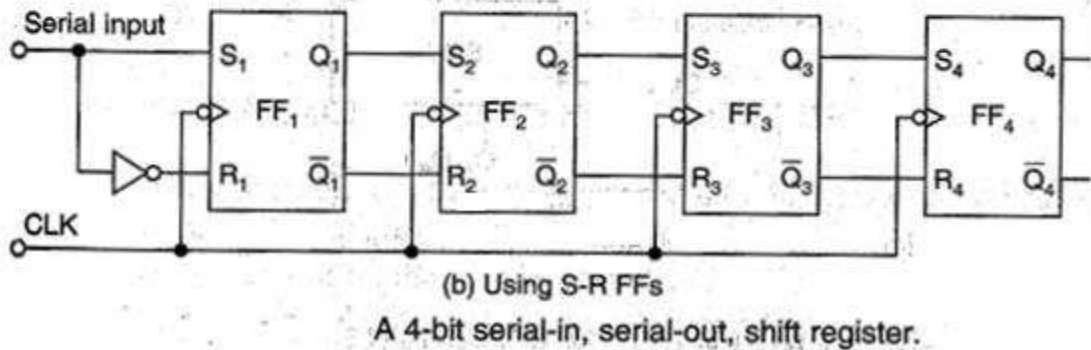 Serial input
S₁ Q₁ S₂ Q₂ S₃ Q₃ S₄ Q₄
FF₁ FF₂ FF₃ FF₄
R₁ Q̅₁ R₂ Q̅₂ R₃ Q̅₃ R₄ Q̅₄
CLK
(b) Using S-R FFs
A 4-bit serial-in, serial-out, shift register.